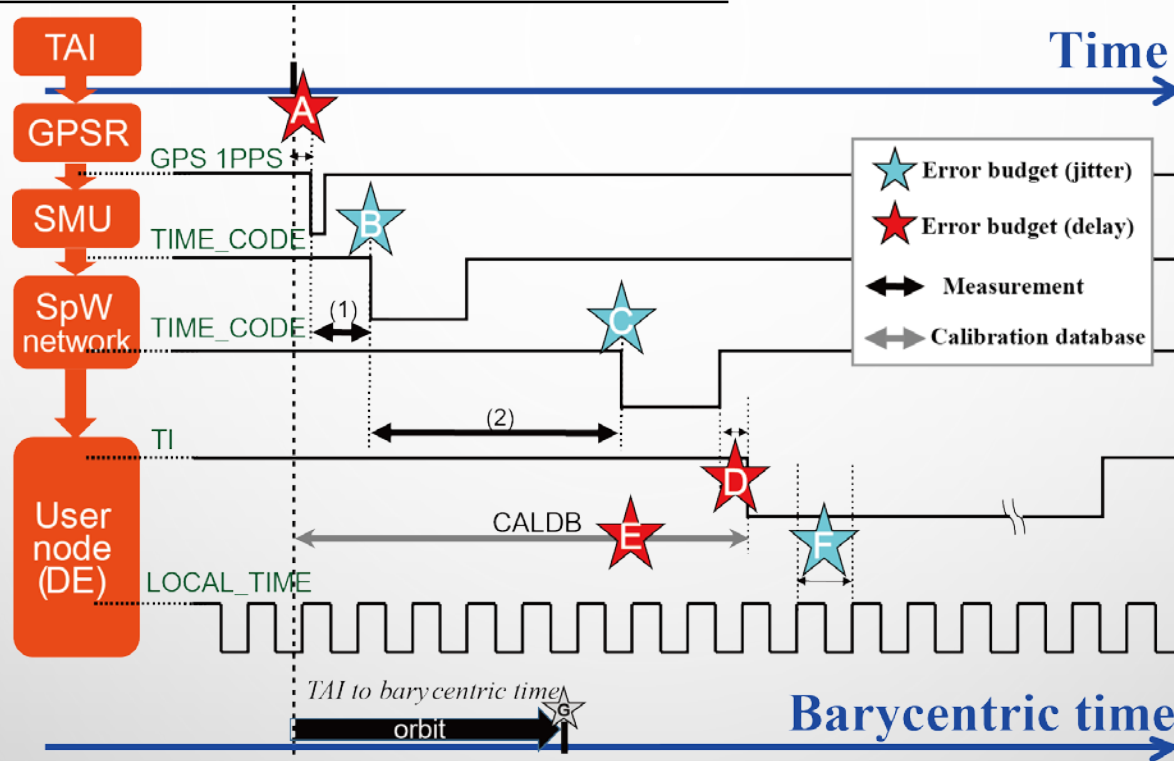 TAI
Time
A
GPSR
GPS 1PPS
Error budget (jitter)
SMU
B
Error budget (delay)
TIME_CODE
SpW
network
Measurement
(1)
C
TIME_CODE
Calibration database
(2)
TI
D
User
node
(DE)
CALDB
E
F
LOCAL_TIME
TAI to barycentric time
G
orbit
Barycentric time